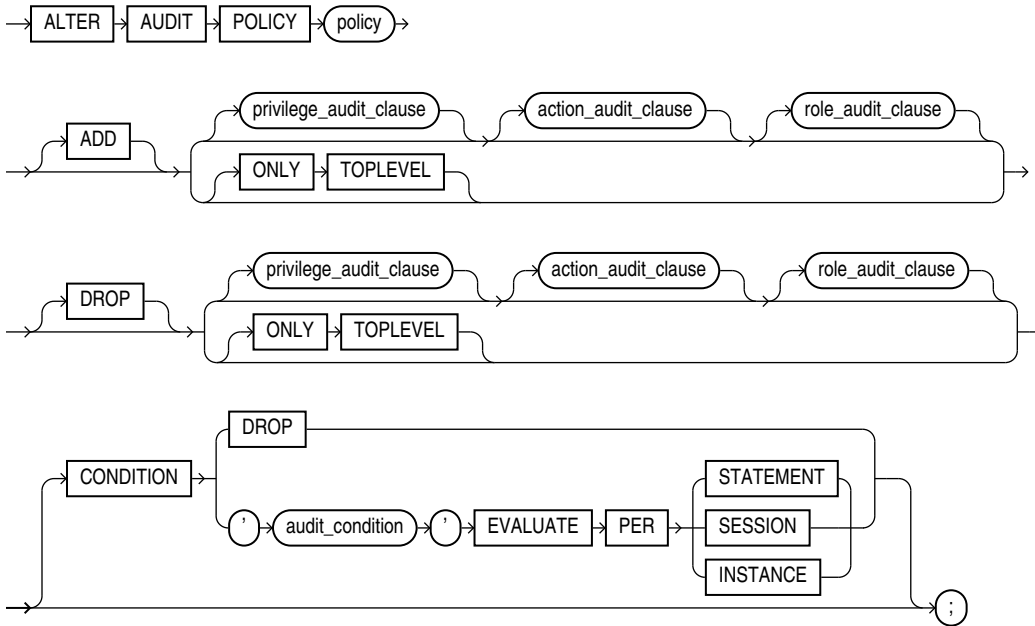 ALTER AUDIT POLICY policy
privilege_audit_clause action_audit_clause role_audit_clause
ADD
ONLY TOPLEVEL
privilege_audit_clause action_audit_clause role_audit_clause
DROP
ONLY TOPLEVEL
DROP
CONDITION
STATEMENT
' audit_condition ' EVALUATE PER SESSION
INSTANCE
;